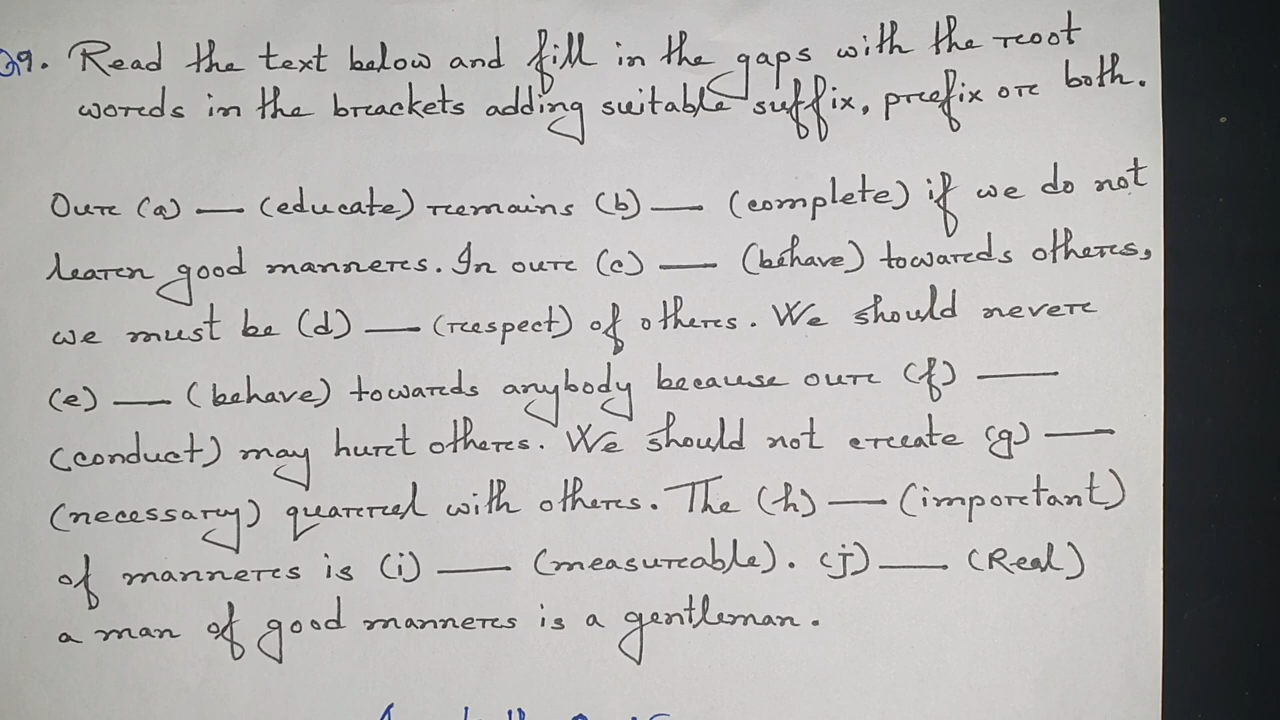 Q9. Read the text below and fill in the gaps with the root
words in the brackets adding suitable suffix, prefix or both.
Our (a) — (educate) remains (b) — (complete) if we do not
learn good manners. In our (c) — (behave) towards others,
we must be (d) — (respect) of others. We should never
(e) — (behave) towards anybody because our (f) —
(conduct) may hurt others. We should not create (g) —
(necessary) quarrel with others. The (h) — (important)
of manners is (i) — (measurable). (j) — (Real)
a man of good manners is a gentleman.